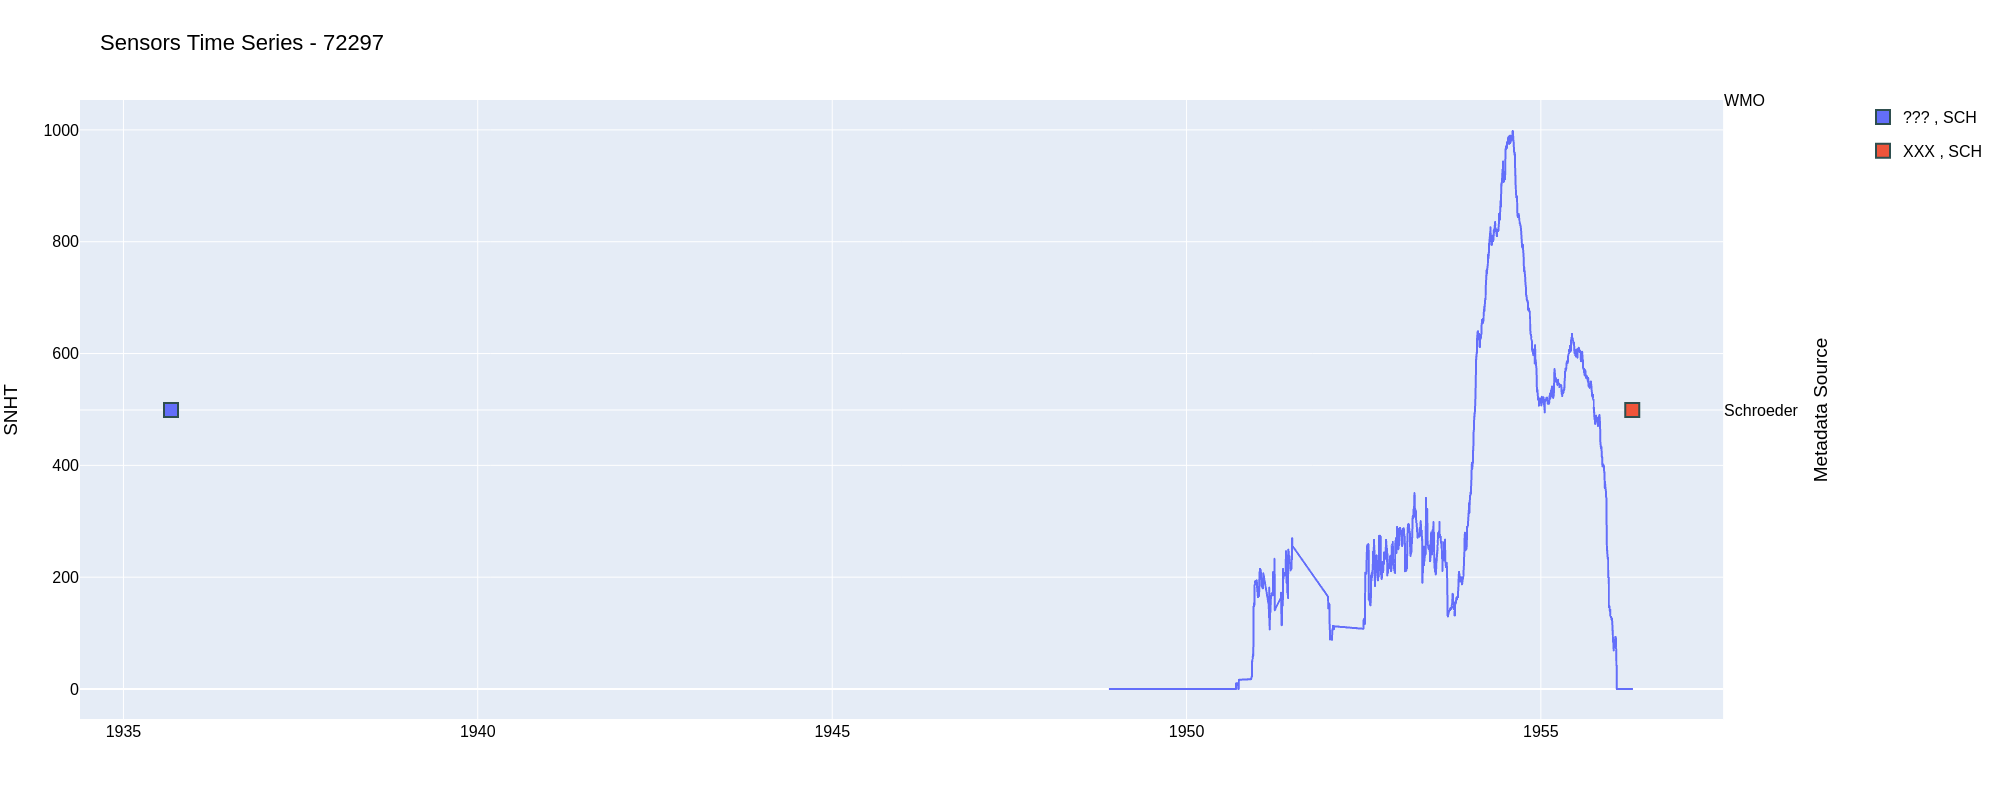 Sensors Time Series - 72297
WMO
??? , SCH
XXX , SCH
1000
800
600
400
200
0
SNHT
Schroeder
Metadata Source
1935
1940
1945
1950
1955